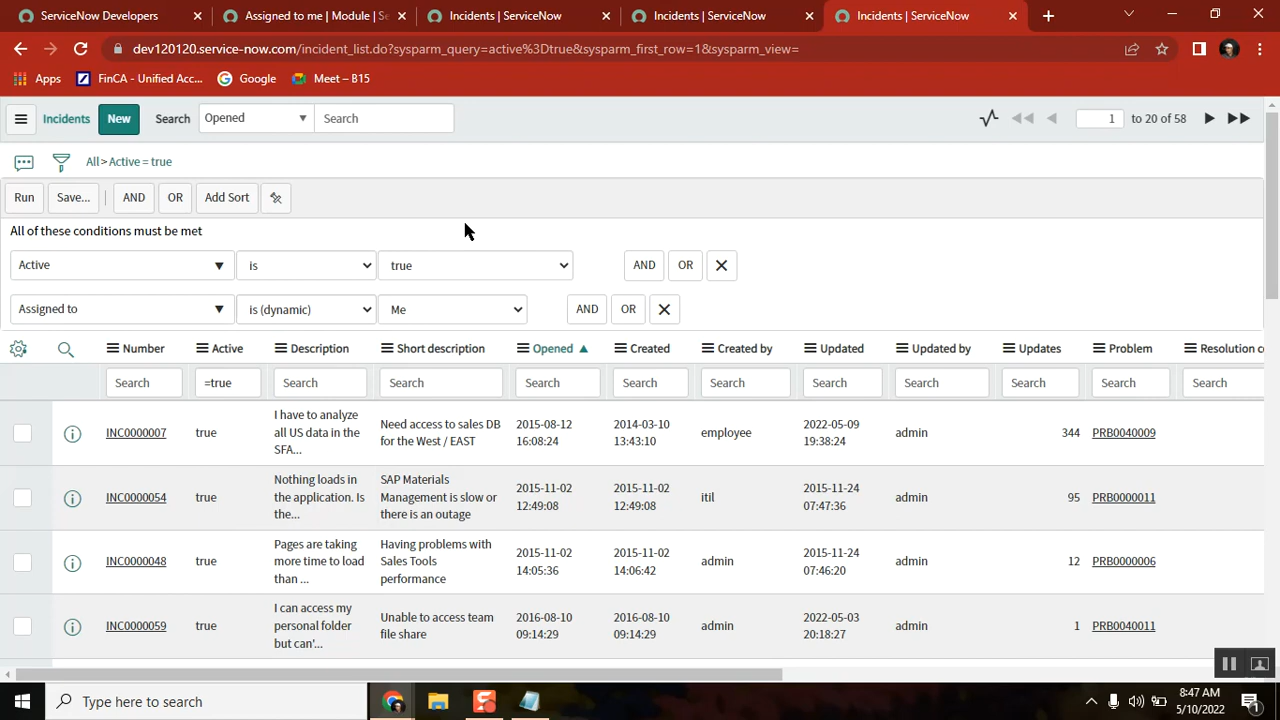 ServiceNow Developers
Assigned to me | Module | Se
Incidents | ServiceNow
Incidents | ServiceNow
Incidents | ServiceNow
dev120120.service-now.com/incident_list.do?sysparm_query=active%3Dtrue&sysparm_first_row=1&sysparm_view=
Apps FinCA - Unified Acc... Google Meet – B15
Incidents New Search Opened Search 1 to 20 of 58
All > Active = true
Run Save... AND OR Add Sort
All of these conditions must be met
Active is true AND OR
Assigned to is (dynamic) Me AND OR
Number Active Description Short description Opened Created Created by Updated Updated by Updates Problem Resolution co
Search =true Search Search Search Search Search Search Search Search Search Search
I have to analyze
all US data in the
SFA...
INC0000007 true
Need access to sales DB
for the West / EAST
2015-08-12
16:08:24
2014-03-10
13:43:10
employee
2022-05-09
19:38:24
admin 344 PRB0040009
INC0000054 true
Nothing loads in
the application. Is
the...
SAP Materials
Management is slow or
there is an outage
2015-11-02
12:49:08
2015-11-02
12:49:08
itil
2015-11-24
07:47:36
admin 95 PRB0000011
INC0000048 true
Pages are taking
more time to load
than ...
Having problems with
Sales Tools
performance
2015-11-02
14:05:36
2015-11-02
14:06:42
admin
2015-11-24
07:46:20
admin 12 PRB0000006
INC0000059 true
I can access my
personal folder
but can'...
Unable to access team
file share
2016-08-10
09:14:29
2016-08-10
09:14:29
admin
2022-05-03
20:18:27
admin 1 PRB0040011
Type here to search
8:47 AM
5/10/2022
1